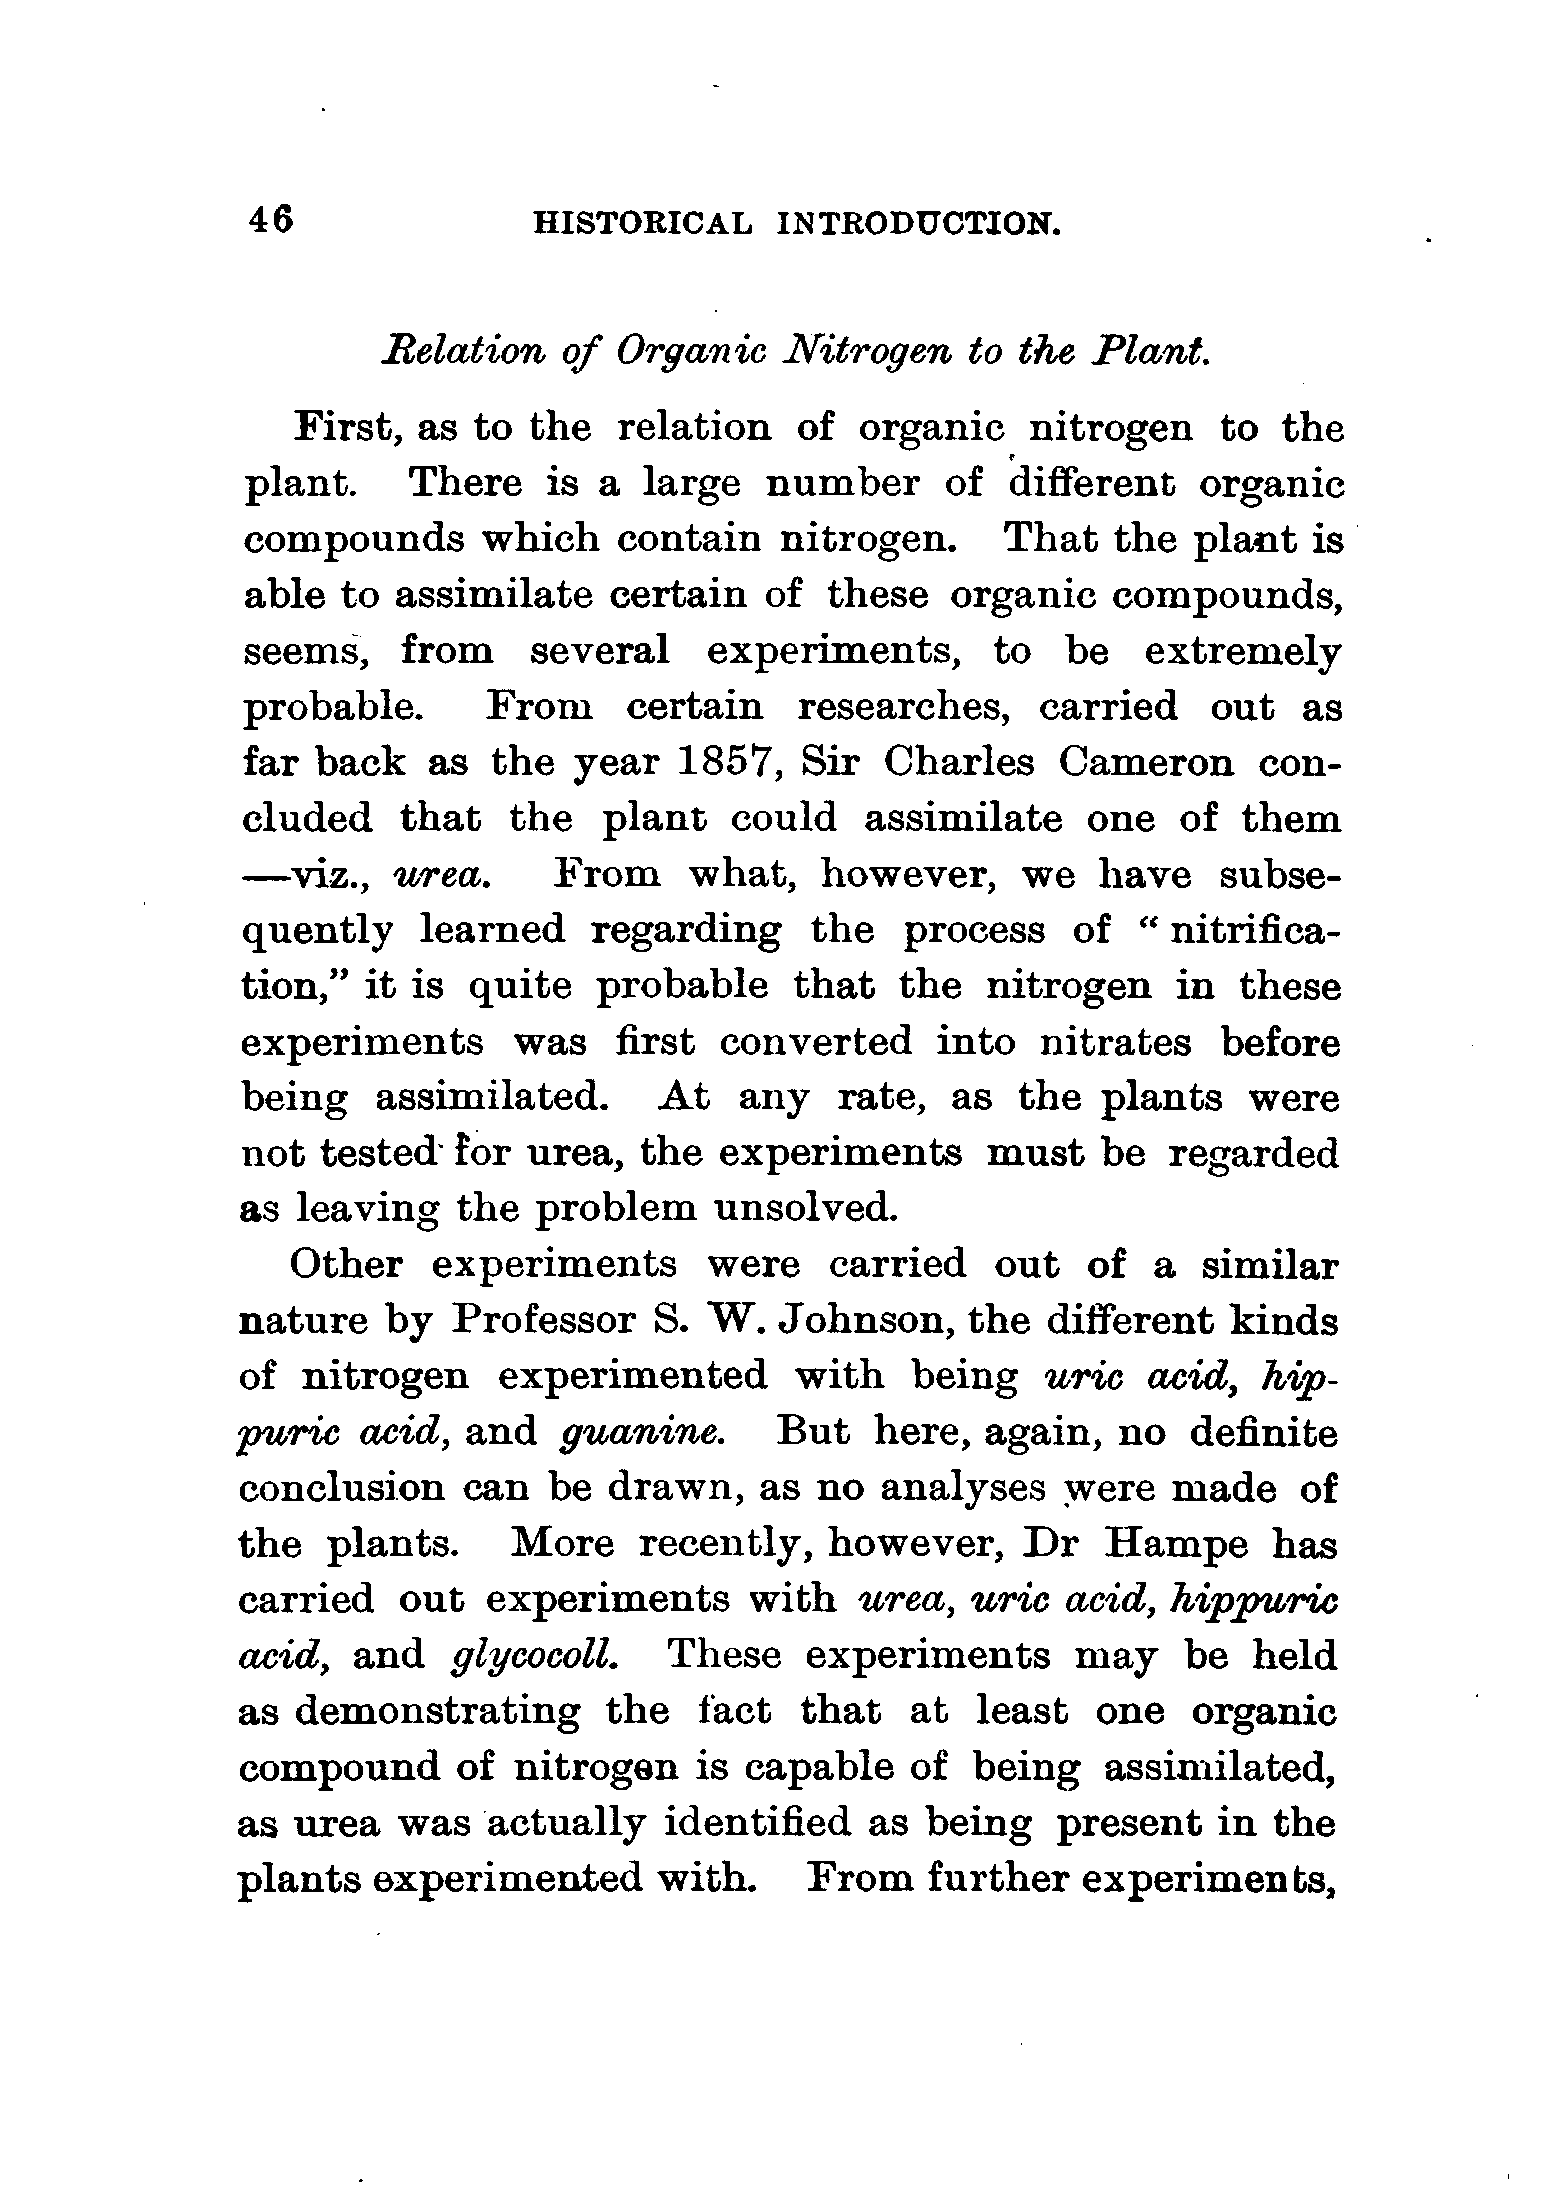 46 HISTORICAL INTRODUCTION.
Relation of Organic Nitrogen to the Plant.
First, as to the relation of organic nitrogen to the
plant. There is a large number of different organic
compounds which contain nitrogen. That the plant is
able to assimilate certain of these organic compounds,
seems, from several experiments, to be extremely
probable. From certain researches, carried out as
far back as the year 1857, Sir Charles Cameron con-
cluded that the plant could assimilate one of them
—viz., urea. From what, however, we have subse-
quently learned regarding the process of “ nitrifica-
tion,” it is quite probable that the nitrogen in these
experiments was first converted into nitrates before
being assimilated. At any rate, as the plants were
not tested for urea, the experiments must be regarded
as leaving the problem unsolved.
Other experiments were carried out of a similar
nature by Professor S. W. Johnson, the different kinds
of nitrogen experimented with being uric acid, hip-
puric acid, and guanine. But here, again, no definite
conclusion can be drawn, as no analyses were made of
the plants. More recently, however, Dr Hampe has
carried out experiments with urea, uric acid, hippuric
acid, and glycocoll. These experiments may be held
as demonstrating the fact that at least one organic
compound of nitrogen is capable of being assimilated,
as urea was actually identified as being present in the
plants experimented with. From further experiments,